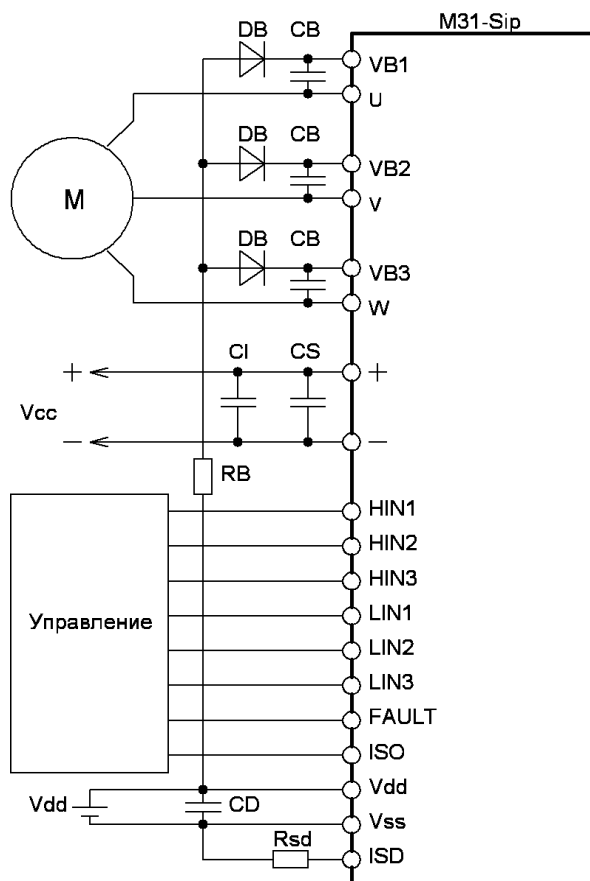 M31-Sip
DB CB
VB1
U
DB CB
VB2
M
V
DB CB
VB3
W
CI CS
+ +
Vcc
− −
RB
HIN1
HIN2
HIN3
Управление
LIN1
LIN2
LIN3
FAULT
ISO
Vdd
Vdd CD
Vss
Rsd
ISD